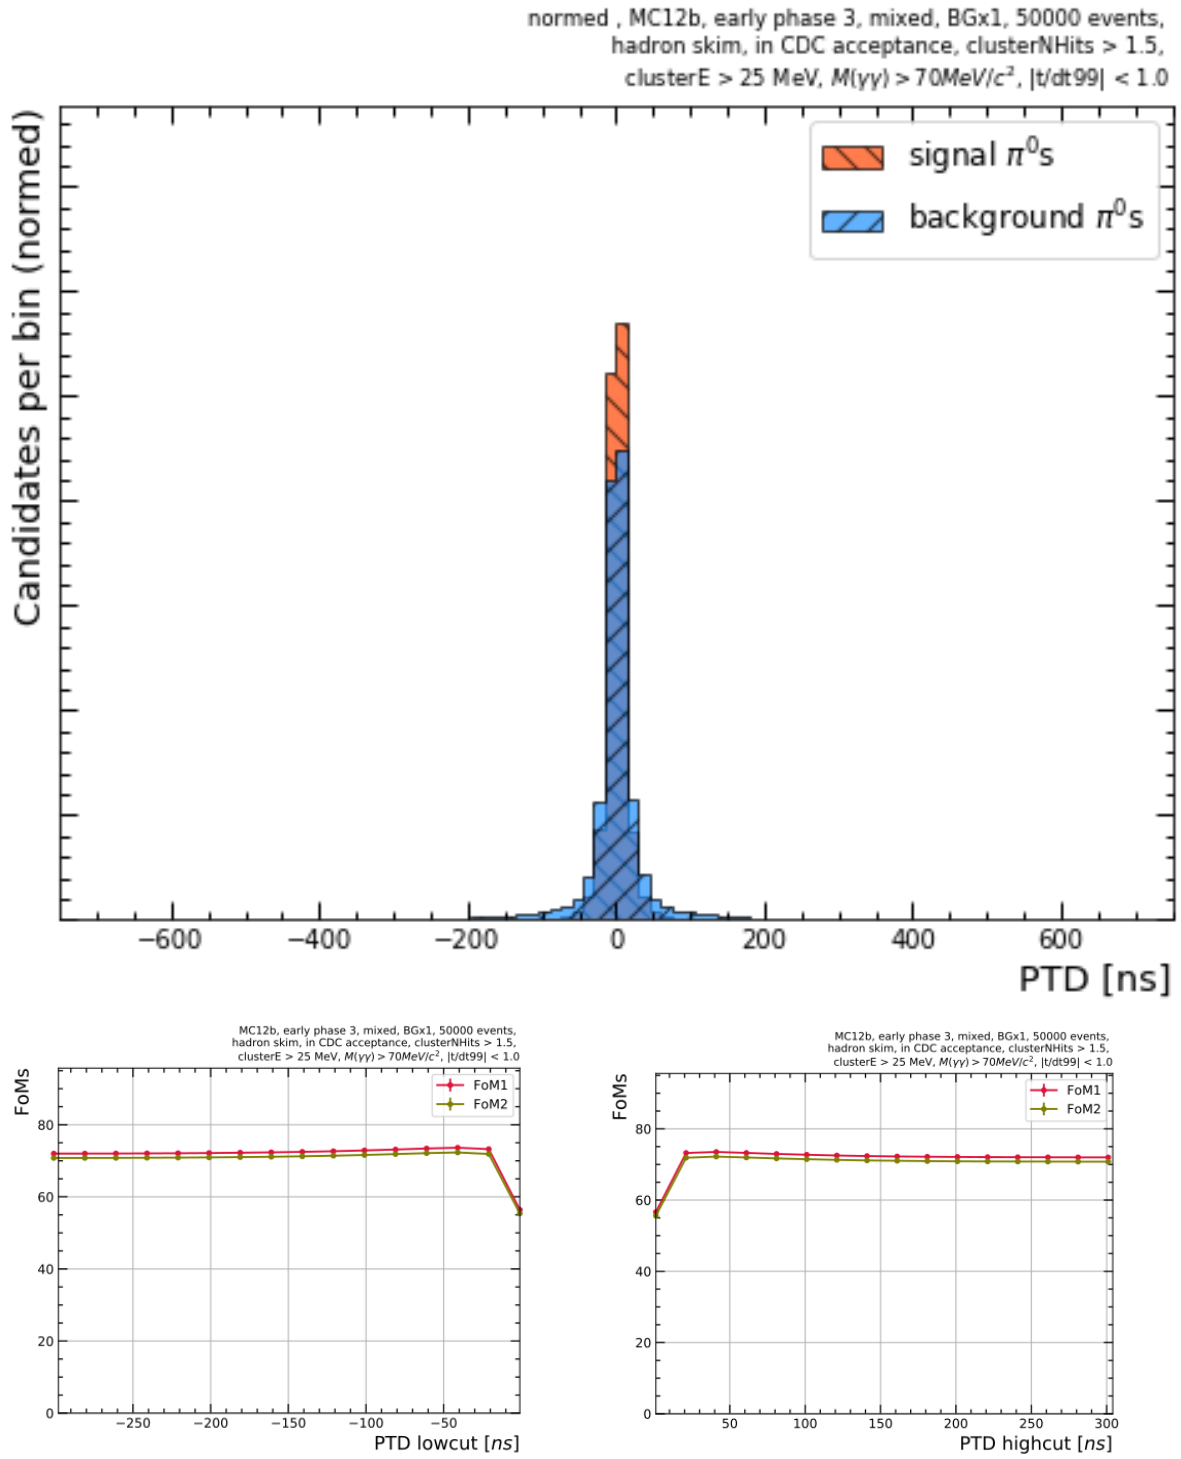 normed , MC12b, early phase 3, mixed, BGx1, 50000 events,
hadron skim, in CDC acceptance, clusterNHits > 1.5,
clusterE > 25 MeV, M(γγ) > 70MeV/c², |t/dt99| < 1.0
Candidates per bin (normed)
signal π⁰s
background π⁰s
−600 −400 −200 0 200 400 600
PTD [ns]
MC12b, early phase 3, mixed, BGx1, 50000 events,
hadron skim, in CDC acceptance, clusterNHits > 1.5,
clusterE > 25 MeV, M(γγ) > 70MeV/c², |t/dt99| < 1.0
FoMs
FoM1
FoM2
80
60
40
20
0
−250 −200 −150 −100 −50
PTD lowcut [ns]
MC12b, early phase 3, mixed, BGx1, 50000 events,
hadron skim, in CDC acceptance, clusterNHits > 1.5,
clusterE > 25 MeV, M(γγ) > 70MeV/c², |t/dt99| < 1.0
FoMs
FoM1
FoM2
80
60
40
20
0
50 100 150 200 250 300
PTD highcut [ns]